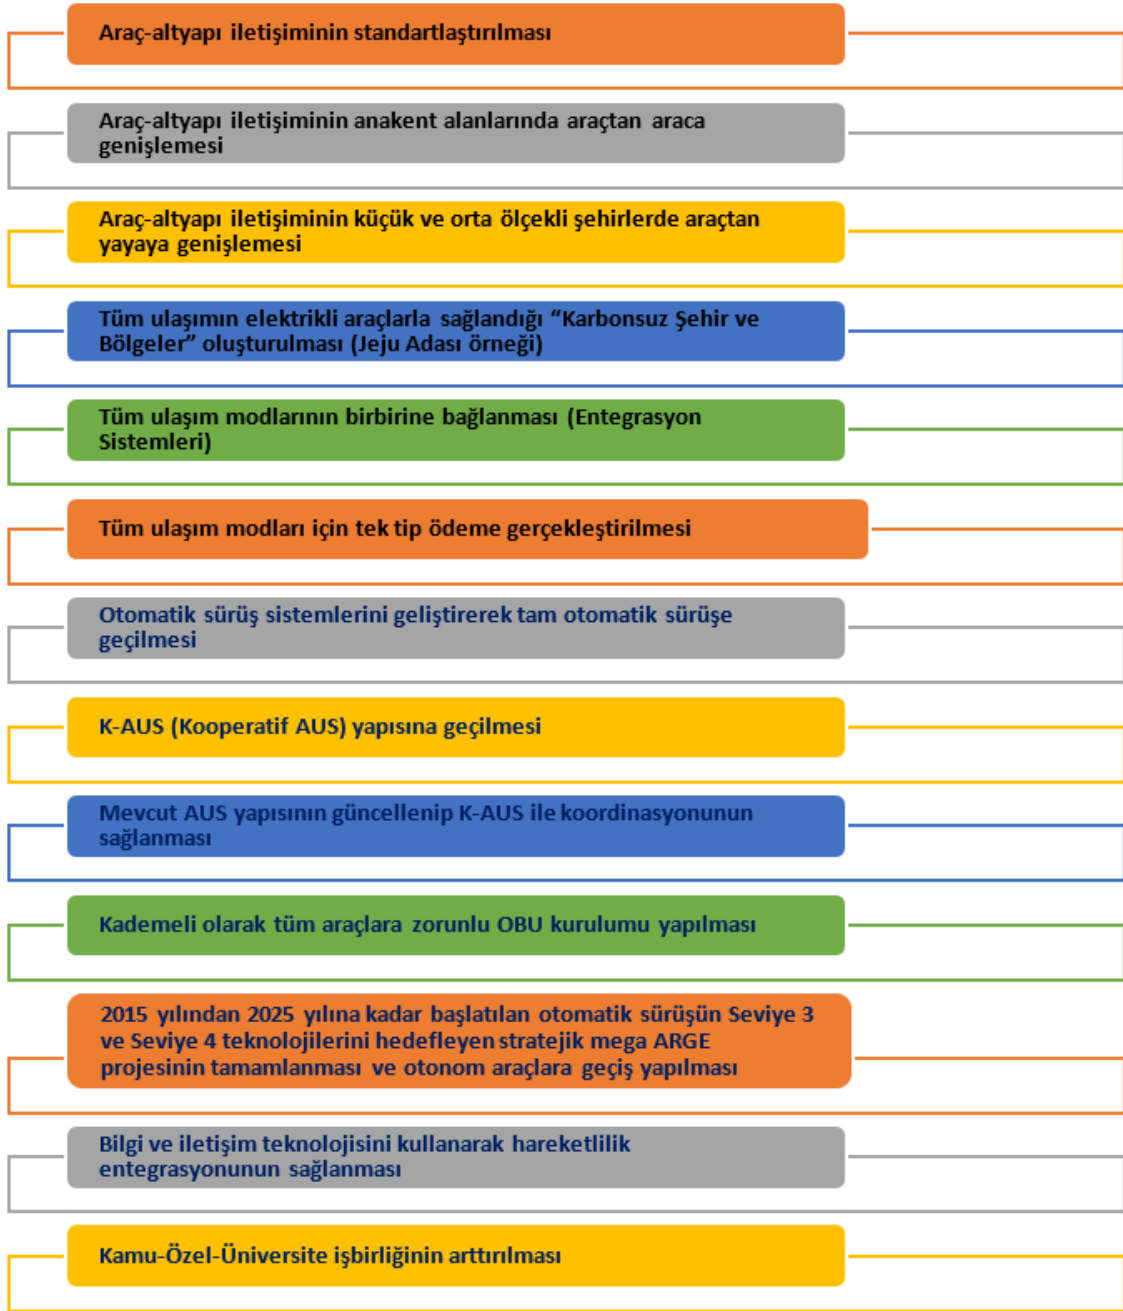 Araç-altyapı iletişiminin standartlaştırılması
Araç-altyapı iletişiminin anakent alanlarında araçtan araca
genişlemesi
Araç-altyapı iletişiminin küçük ve orta ölçekli şehirlerde araçtan
yayaya genişlemesi
Tüm ulaşımın elektrikli araçlarla sağlandığı “Karbonsuz Şehir ve
Bölgeler” oluşturulması (Jeju Adası örneği)
Tüm ulaşım modlarının birbirine bağlanması (Entegrasyon
Sistemleri)
Tüm ulaşım modları için tek tip ödeme gerçekleştirilmesi
Otomatik sürüş sistemlerini geliştirerek tam otomatik sürüşe
geçilmesi
K-AUS (Kooperatif AUS) yapısına geçilmesi
Mevcut AUS yapısının güncellenip K-AUS ile koordinasyonunun
sağlanması
Kademeli olarak tüm araçlara zorunlu OBU kurulumu yapılması
2015 yılından 2025 yılına kadar başlatılan otomatik sürüşün Seviye 3
ve Seviye 4 teknolojilerini hedefleyen stratejik mega ARGE
projesinin tamamlanması ve otonom araçlara geçiş yapılması
Bilgi ve iletişim teknolojisini kullanarak hareketlilik
entegrasyonunun sağlanması
Kamu-Özel-Üniversite işbirliğinin arttırılması